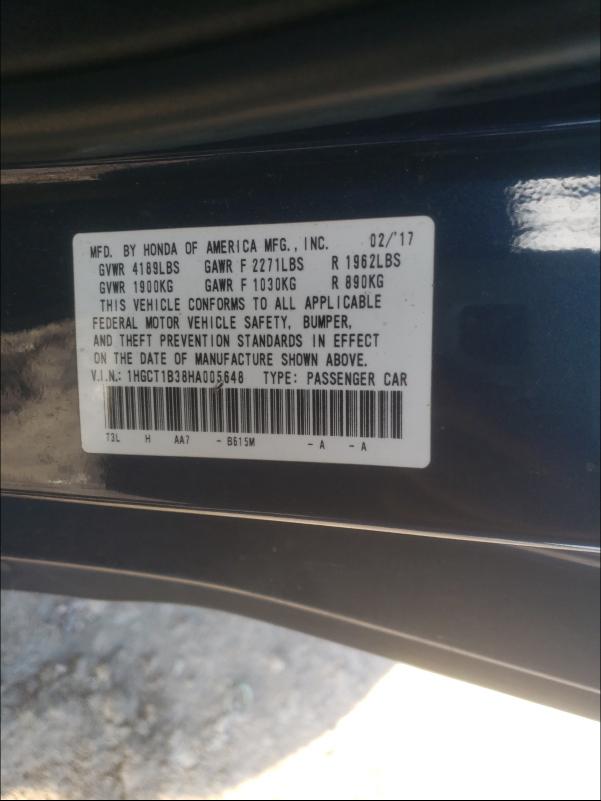 MFD. BY HONDA OF AMERICA MFG., INC. 02/'17
GVWR 4189LBS GAWR F 2271LBS R 1962LBS
GVWR 1900KG GAWR F 1030KG R 890KG
THIS VEHICLE CONFORMS TO ALL APPLICABLE
FEDERAL MOTOR VEHICLE SAFETY, BUMPER,
AND THEFT PREVENTION STANDARDS IN EFFECT
ON THE DATE OF MANUFACTURE SHOWN ABOVE.
V.I.N.: 1HGCT1B38HA005648 TYPE: PASSENGER CAR
T3L H AA7 - B615M - A - A